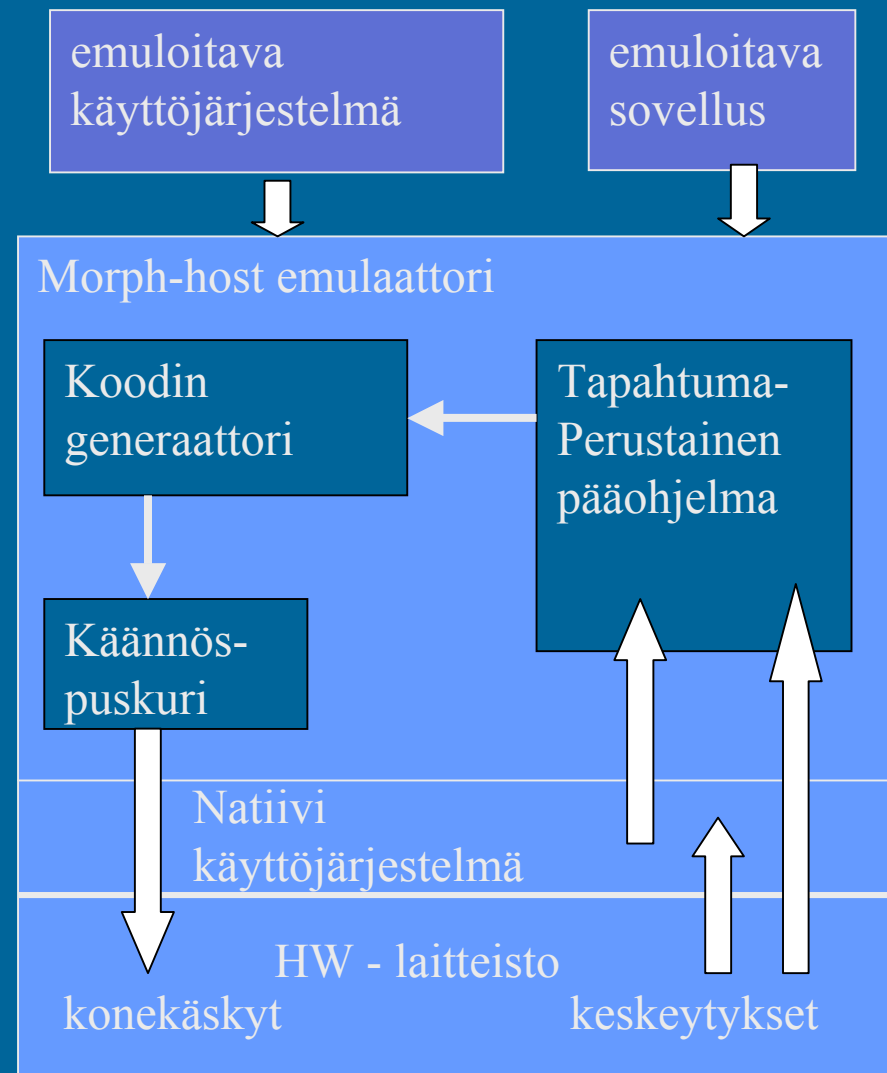 emuloitava
käyttöjärjestelmä
emuloitava
sovellus
Morph-host emulaattori
Koodin
generaattori
Tapahtuma-
Perustainen
pääohjelma
Käännös-
puskuri
Natiivi
käyttöjärjestelmä
HW - laitteisto
konekäskyt
keskeytykset